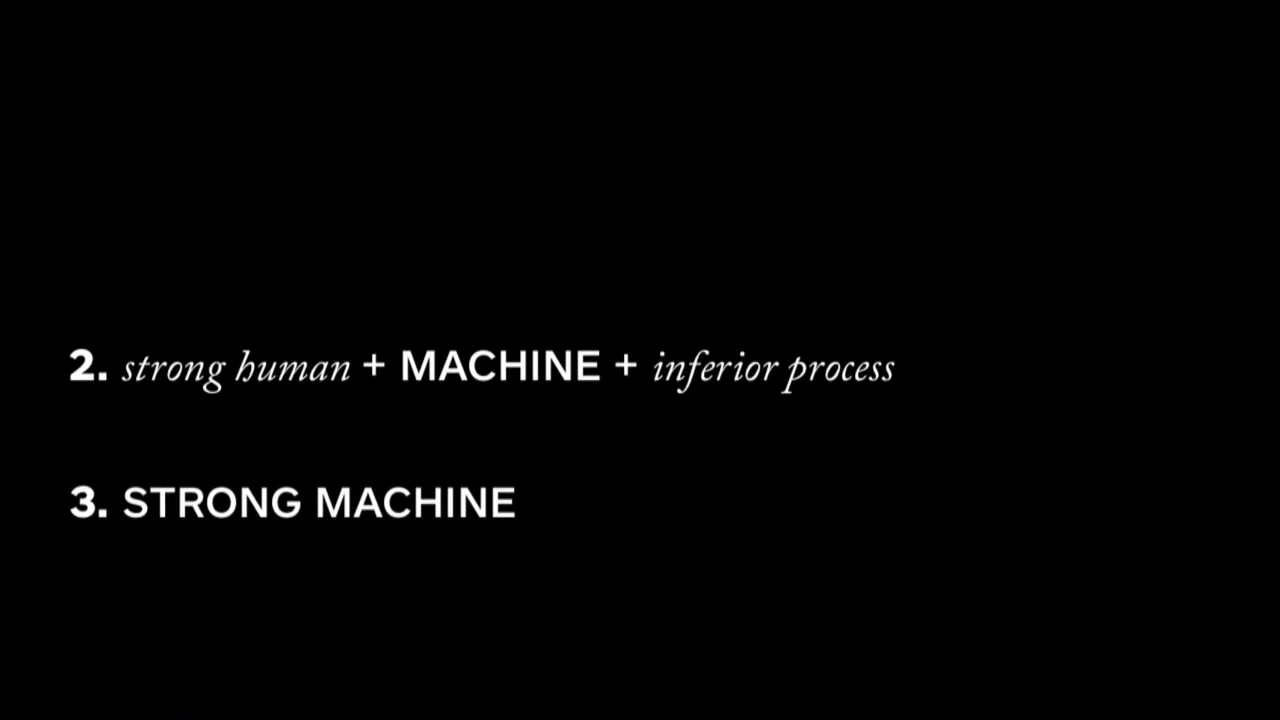 2. strong human + MACHINE + inferior process
3. STRONG MACHINE